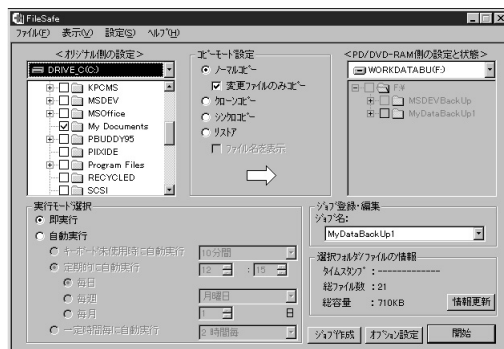 FileSafe
ファイル(F) 表示(V) 設定(S) ヘルプ(H)
<オリジナル側の設定>
DRIVE_C(C:)
KPCMS
MSDEV
MSOffice
My Documents
PBUDDY95
PIIXIDE
Program Files
RECYCLED
SCSI
コピーモード設定
ノーマルコピー
変更ファイルのみコピー
クローンコピー
シンクロコピー
リストア
ファイル名を表示
<PD/DVD-RAM側の設定と状態>
WORKDATABU(F:)
F:¥
MSDEVBackUp
MyDataBackUp1
実行モード選択
即実行
自動実行
キーボード未使用時に自動実行
10分間
定期的に自動実行
12 : 15
毎日
毎週
月曜日
毎月
1 日
一定時間毎に自動実行
2 時間毎
ジョブ登録・編集
ジョブ名:
MyDataBackUp1
選択フォルダ/ファイルの情報
タイムスタンプ : -------------
総ファイル数 : 21
総容量 : 710KB
情報更新
ジョブ作成 オプション設定 開始